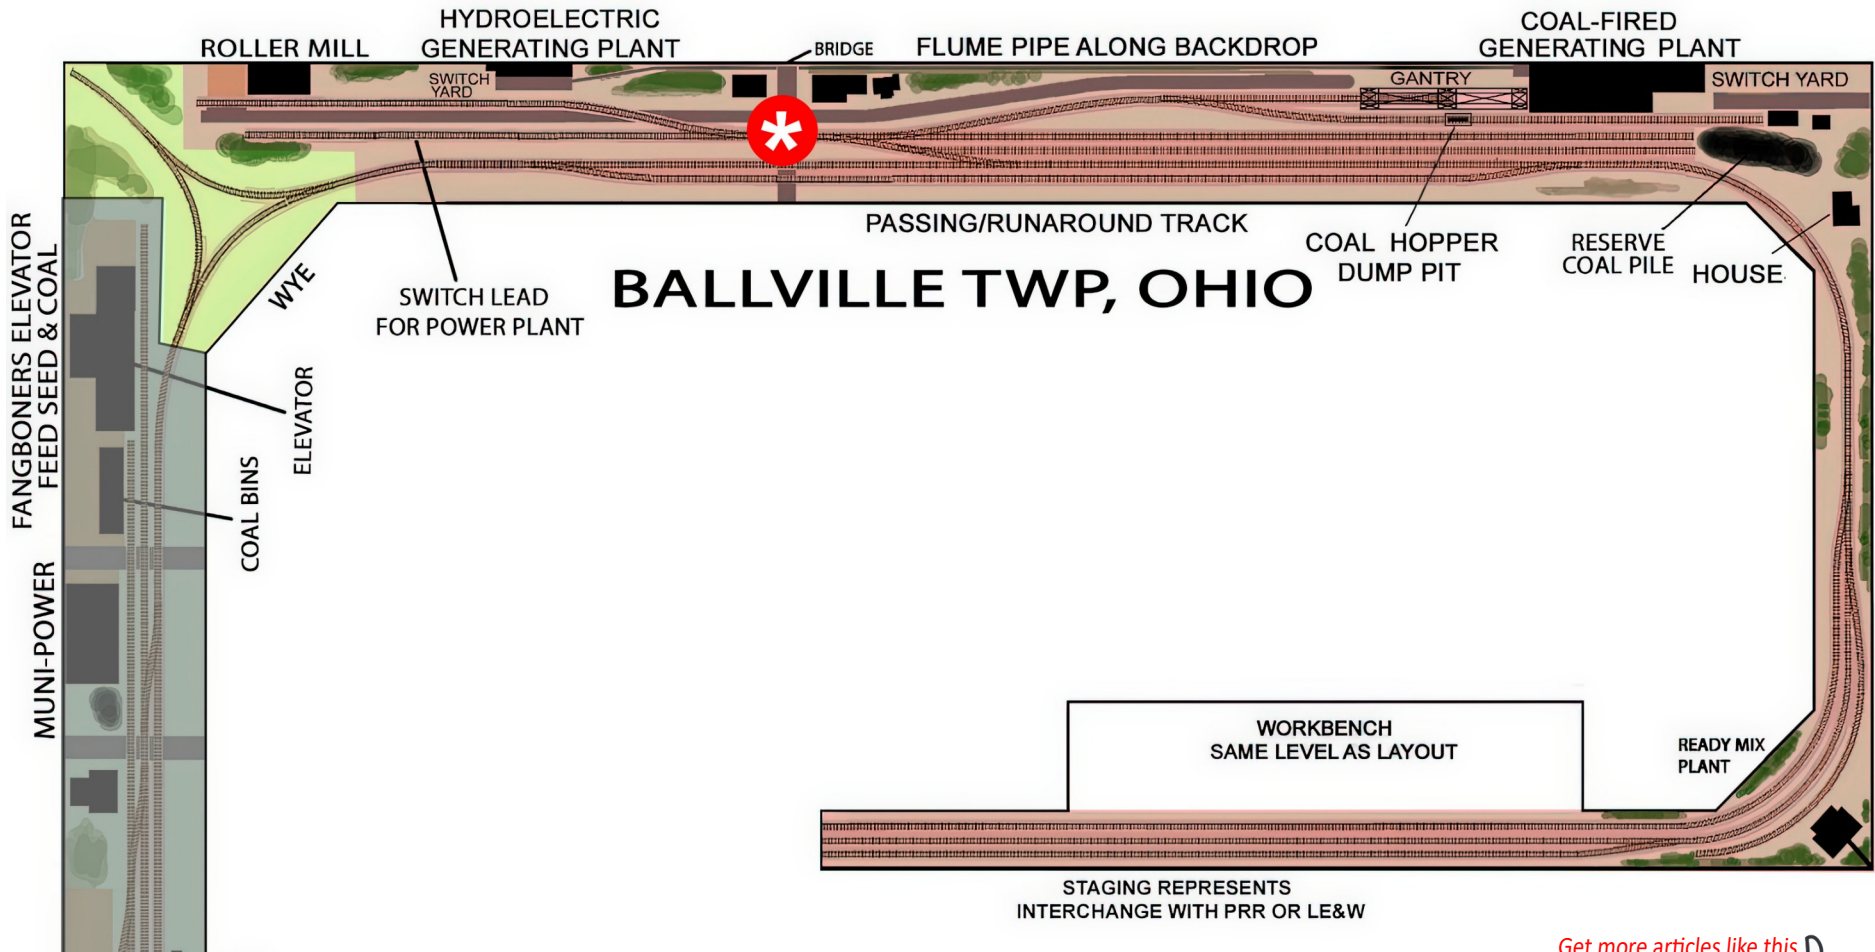 HYDROELECTRIC
GENERATING PLANT
ROLLER MILL
BRIDGE
FLUME PIPE ALONG BACKDROP
COAL-FIRED
GENERATING PLANT
SWITCH
YARD
GANTRY
SWITCH YARD
*
PASSING/RUNAROUND TRACK
COAL HOPPER
DUMP PIT
RESERVE
COAL PILE
HOUSE
WYE
SWITCH LEAD
FOR POWER PLANT
BALLVILLE TWP, OHIO
FANGBONERS ELEVATOR
FEED SEED & COAL
ELEVATOR
COAL BINS
MUNI-POWER
WORKBENCH
SAME LEVEL AS LAYOUT
READY MIX
PLANT
STAGING REPRESENTS
INTERCHANGE WITH PRR OR LE&W
Get more articles like this